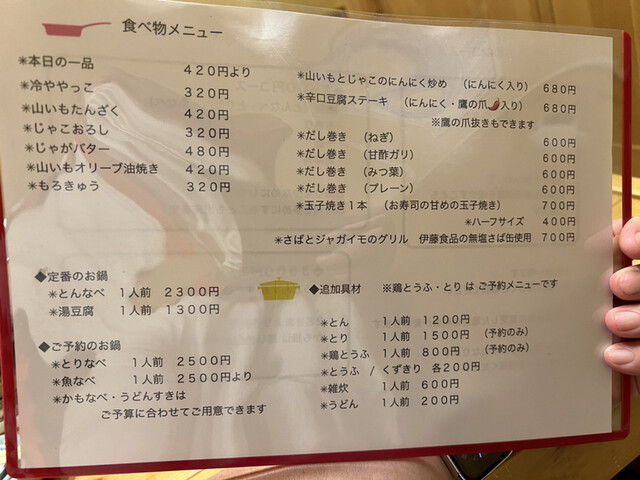 食べ物メニュー
＊本日の一品 420円より
＊冷ややっこ 320円
＊山いもたんざく 420円
＊じゃこおろし 320円
＊じゃがバター 480円
＊山いもオリーブ油焼き 420円
＊もろきゅう 320円
＊山いもとじゃこのにんにく炒め （にんにく入り） 680円
＊辛口豆腐ステーキ （にんにく・鷹の爪🌶入り） 680円
※鷹の爪抜きもできます
＊だし巻き （ねぎ） 600円
＊だし巻き （甘酢ガリ） 600円
＊だし巻き （みつ葉） 600円
＊だし巻き （プレーン） 600円
＊玉子焼き１本 （お寿司の甘めの玉子焼き） 700円
＊ハーフサイズ 400円
＊さばとジャガイモのグリル 伊藤食品の無塩さば缶使用 700円
◆定番のお鍋
＊とんなべ 1人前 2300円
＊湯豆腐 1人前 1300円
◆ご予約のお鍋
＊とりなべ 1人前 2500円
＊魚なべ 1人前 2500円より
＊かもなべ・うどんすきは
ご予算に合わせてご用意できます
◆追加具材 ※鶏とうふ・とり は ご予約メニューです
＊とん 1人前 1200円
＊とり 1人前 1500円 （予約のみ）
＊鶏とうふ 1人前 800円 （予約のみ）
＊とうふ / くずきり 各200円
＊雑炊 1人前 600円
＊うどん 1人前 200円